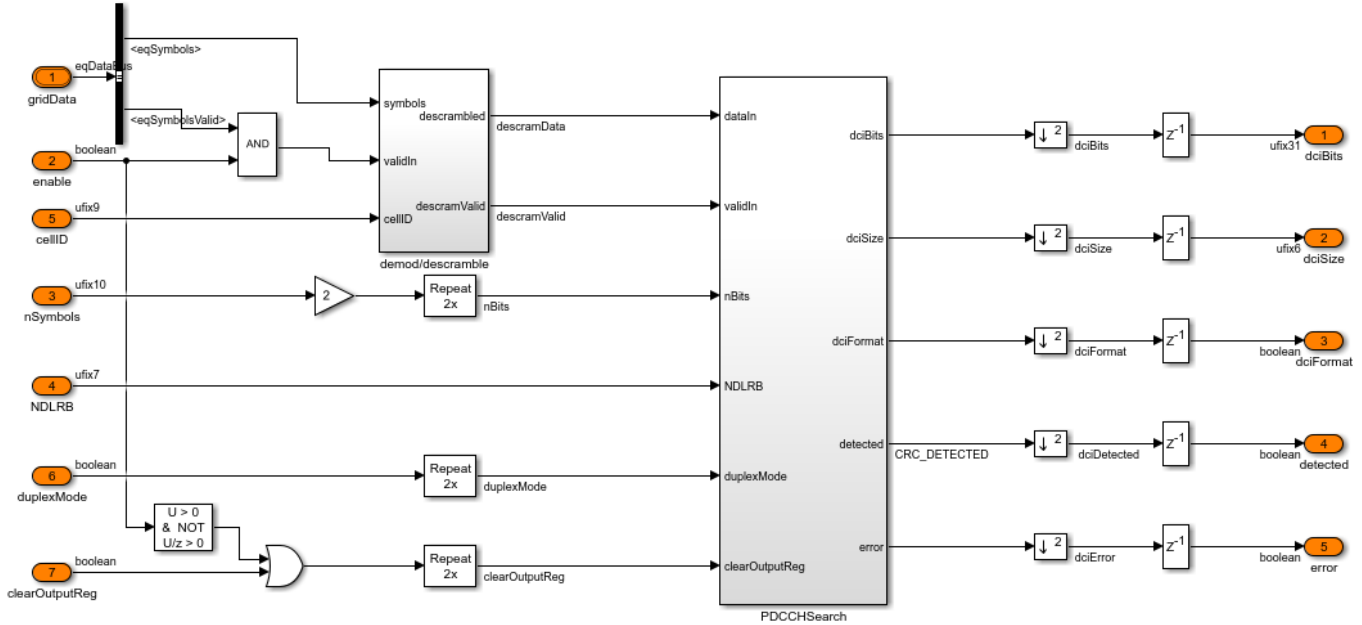 <eqSymbols>
1
eqDataBus
gridData
<eqSymbolsValid>
AND
2
boolean
enable
5
ufix9
cellID
symbols
descrambled
validIn
descramValid
cellID
demod/descramble
descramData
descramValid
3
ufix10
nSymbols
2
Repeat
2x
nBits
4
ufix7
NDLRB
6
boolean
duplexMode
Repeat
2x
duplexMode
U > 0
& NOT
U/z > 0
7
boolean
clearOutputReg
Repeat
2x
clearOutputReg
dataIn
validIn
nBits
NDLRB
duplexMode
clearOutputReg
dciBits
dciSize
dciFormat
detected
error
PDCCHSearch
CRC_DETECTED
↓ 2
dciBits
z-1
ufix31
1
dciBits
↓ 2
dciSize
z-1
ufix6
2
dciSize
↓ 2
dciFormat
z-1
boolean
3
dciFormat
↓ 2
dciDetected
z-1
boolean
4
detected
↓ 2
dciError
z-1
boolean
5
error